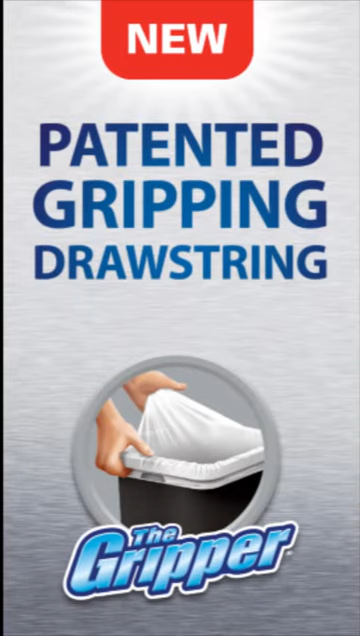 NEW
PATENTED
GRIPPING
DRAWSTRING
The
Gripper